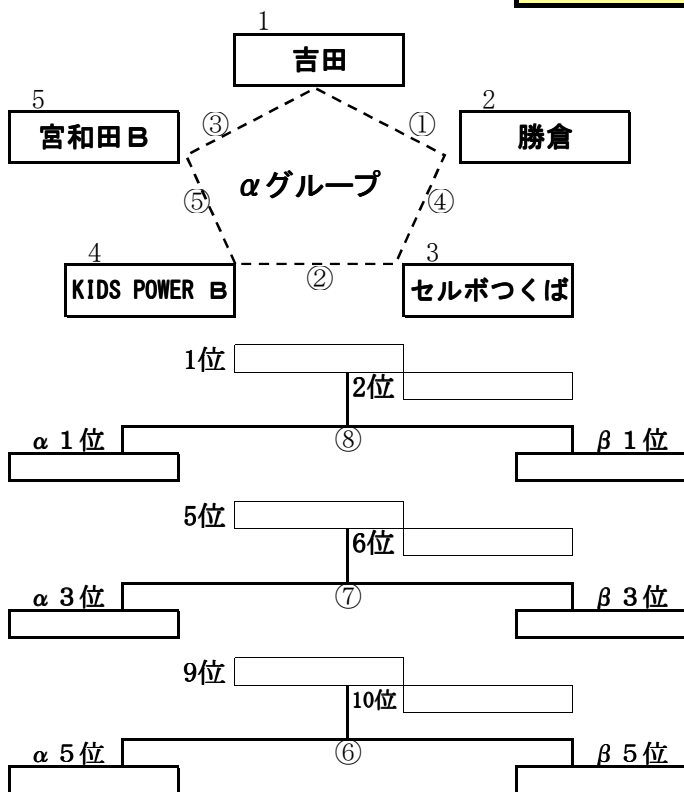 1
吉田
5
2
宮和田Ｂ
③
①
勝倉
αグループ
⑤
④
4
3
KIDS POWER Ｂ
②
セルボつくば
1位
2位
α１位
⑧
β１位
5位
6位
α３位
⑦
β３位
9位
10位
α５位
⑥
β５位